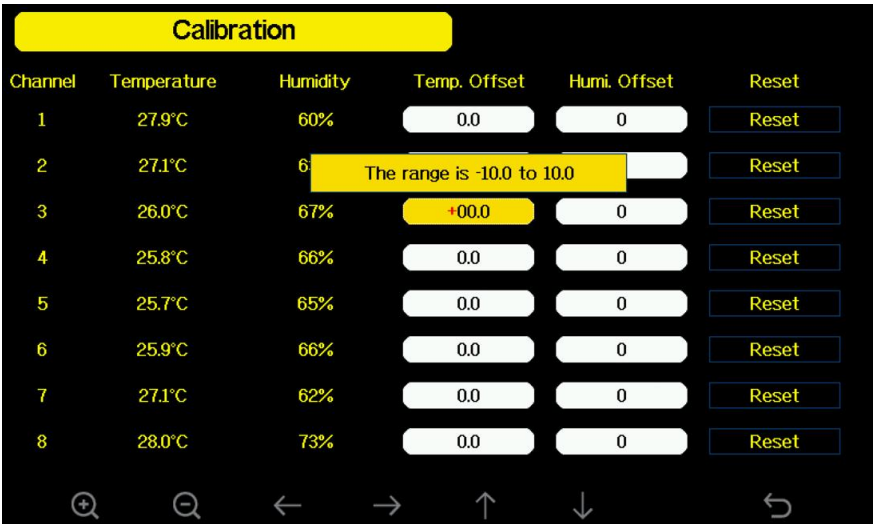 Calibration
Channel Temperature Humidity Temp. Offset Humi. Offset Reset
1 27.9°C 60% 0.0 0 Reset
2 27.1°C Reset
The range is -10.0 to 10.0
3 26.0°C 67% +00.0 0 Reset
4 25.8°C 66% 0.0 0 Reset
5 25.7°C 65% 0.0 0 Reset
6 25.9°C 66% 0.0 0 Reset
7 27.1°C 62% 0.0 0 Reset
8 28.0°C 73% 0.0 0 Reset